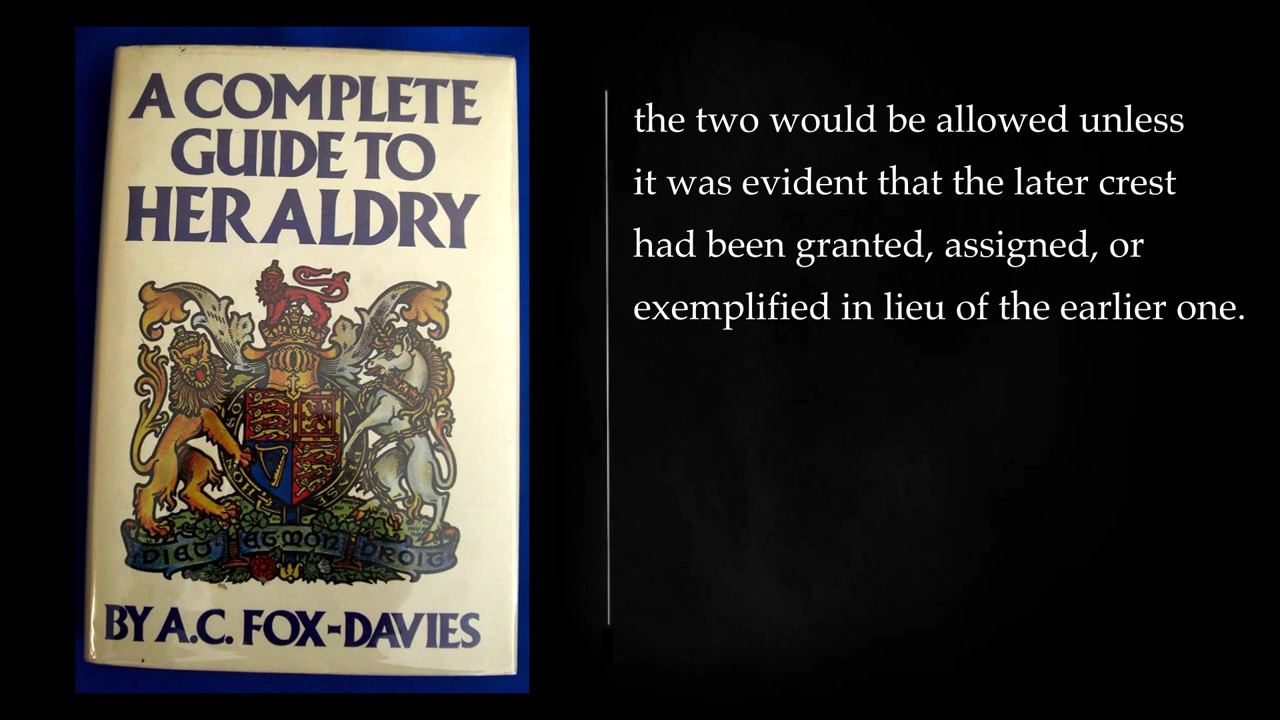 A COMPLETE
GUIDE TO
HERALDRY
DIEU ET MON DROIT
BY A.C. FOX-DAVIES
the two would be allowed unless
it was evident that the later crest
had been granted, assigned, or
exemplified in lieu of the earlier one.